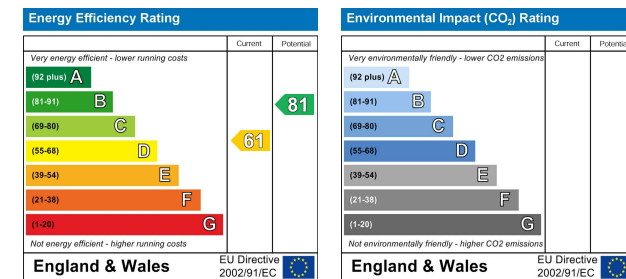 Energy Efficiency Rating
Current Potential
Very energy efficient - lower running costs
(92 plus) A
(81-91) B
81
(69-80) C
(55-68) D
61
(39-54) E
(21-38) F
(1-20) G
Not energy efficient - higher running costs
England & Wales
EU Directive
2002/91/EC
Environmental Impact (CO₂) Rating
Current Potential
Very environmentally friendly - lower CO2 emissions
(92 plus) A
(81-91) B
(69-80) C
(55-68) D
(39-54) E
(21-38) F
(1-20) G
Not environmentally friendly - higher CO2 emissions
England & Wales
EU Directive
2002/91/EC